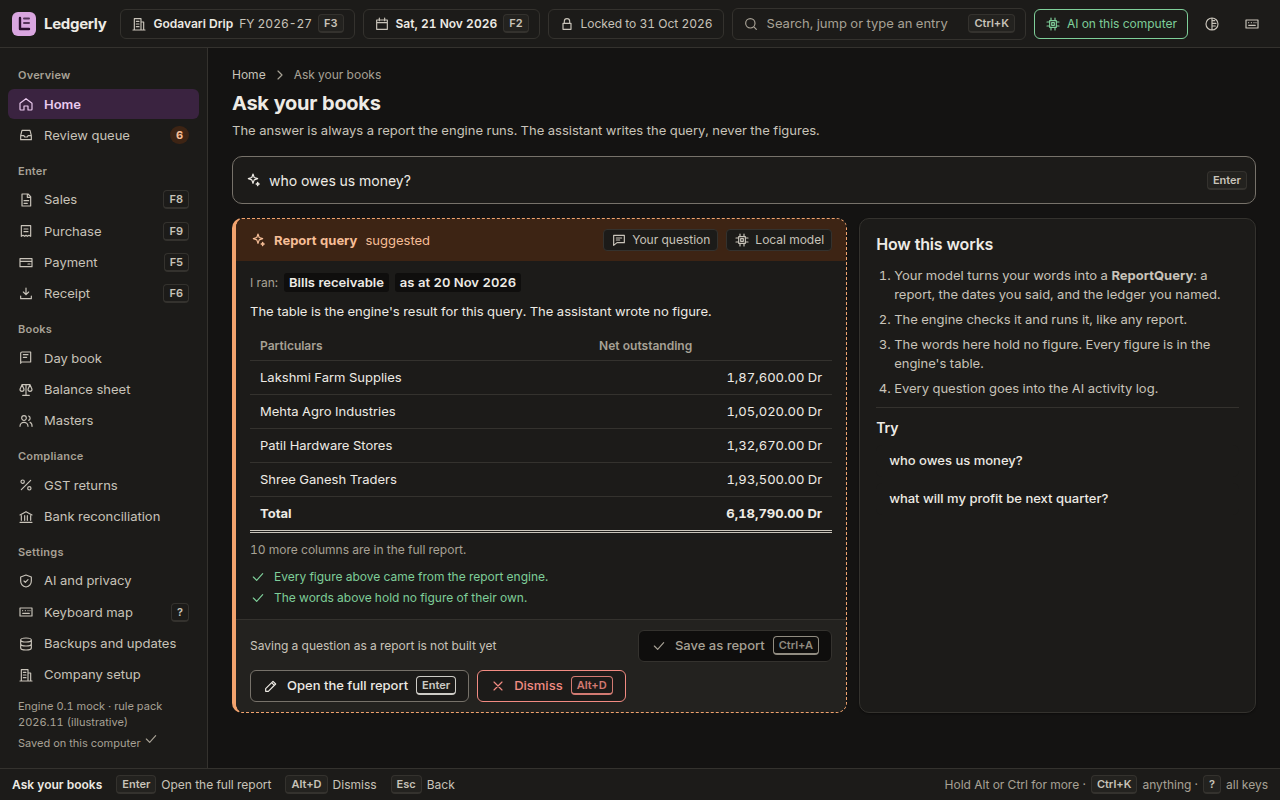 Ledgerly
Godavari Drip FY 2026-27 F3
Sat, 21 Nov 2026 F2
Locked to 31 Oct 2026
Search, jump or type an entry Ctrl+K
AI on this computer
Overview
Home
Review queue 6
Enter
Sales F8
Purchase F9
Payment F5
Receipt F6
Books
Day book
Balance sheet
Masters
Compliance
GST returns
Bank reconciliation
Settings
AI and privacy
Keyboard map ?
Backups and updates
Company setup
Engine 0.1 mock · rule pack
2026.11 (illustrative)
Saved on this computer
Home > Ask your books
Ask your books
The answer is always a report the engine runs. The assistant writes the query, never the figures.
who owes us money? Enter
Report query suggested Your question Local model
I ran: Bills receivable as at 20 Nov 2026
The table is the engine's result for this query. The assistant wrote no figure.
Particulars Net outstanding
Lakshmi Farm Supplies 1,87,600.00 Dr
Mehta Agro Industries 1,05,020.00 Dr
Patil Hardware Stores 1,32,670.00 Dr
Shree Ganesh Traders 1,93,500.00 Dr
Total 6,18,790.00 Dr
10 more columns are in the full report.
Every figure above came from the report engine.
The words above hold no figure of their own.
Saving a question as a report is not built yet Save as report Ctrl+A
Open the full report Enter Dismiss Alt+D
How this works
1. Your model turns your words into a ReportQuery: a
report, the dates you said, and the ledger you named.
2. The engine checks it and runs it, like any report.
3. The words here hold no figure. Every figure is in the
engine's table.
4. Every question goes into the AI activity log.
Try
who owes us money?
what will my profit be next quarter?
Ask your books Enter Open the full report Alt+D Dismiss Esc Back
Hold Alt or Ctrl for more · Ctrl+K anything · ? all keys